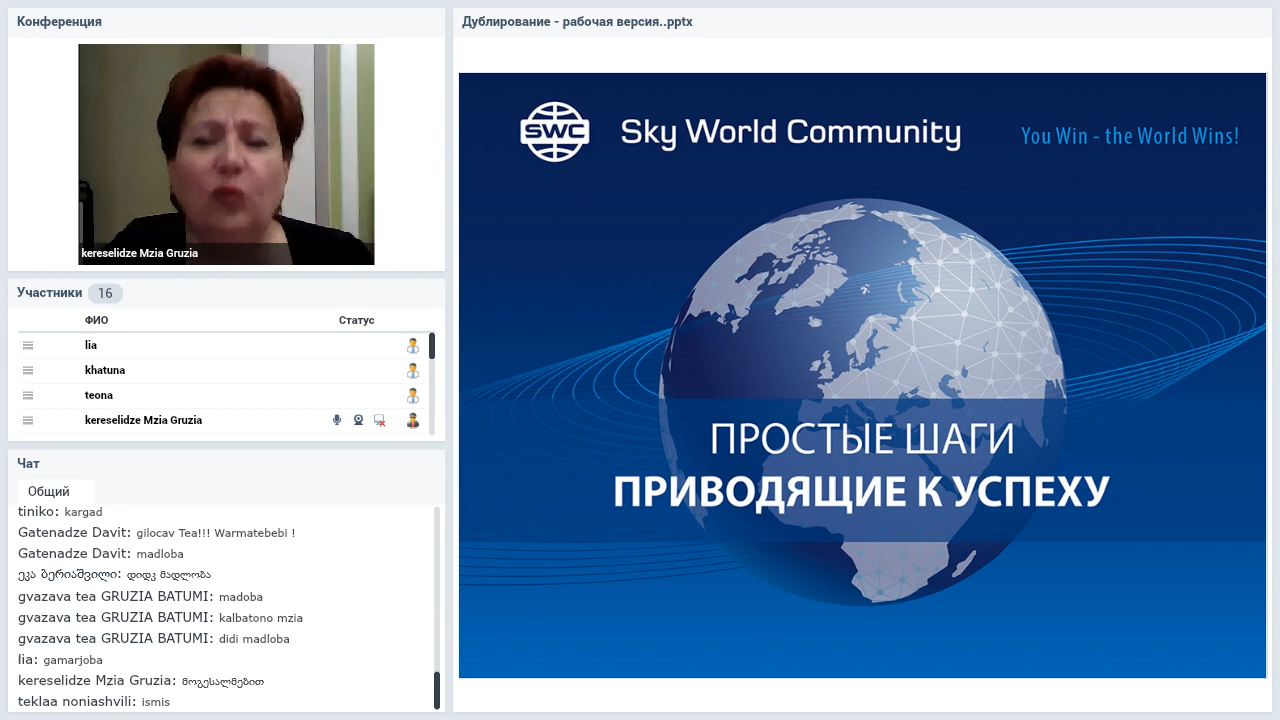 Конференция
kereselidze Mzia Gruzia
Участники 16
ФИО Статус
lia
khatuna
teona
kereselidze Mzia Gruzia
Чат
Общий
tiniko: kargad
Gatenadze Davit: gilocav Tea!!! Warmatebebi !
Gatenadze Davit: madloba
ეკა ბერიაშვილი: დიდკ მადლობა
gvazava tea GRUZIA BATUMI: madoba
gvazava tea GRUZIA BATUMI: kalbatono mzia
gvazava tea GRUZIA BATUMI: didi madloba
lia: gamarjoba
kereselidze Mzia Gruzia: მოგესალმებით
teklaa noniashvili: ismis
Дублирование - рабочая версия..pptx
SWC Sky World Community
You Win - the World Wins!
ПРОСТЫЕ ШАГИ
ПРИВОДЯЩИЕ К УСПЕХУ